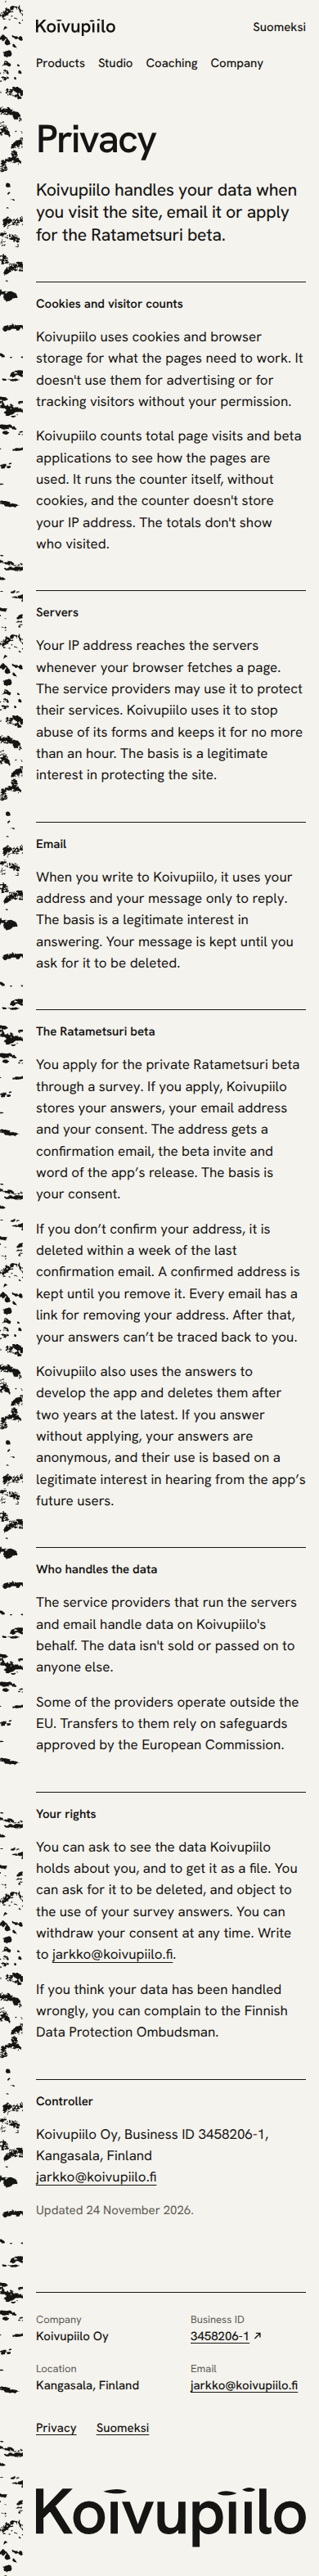 Koivupiilo
Suomeksi
Products Studio Coaching Company
Privacy
Koivupiilo handles your data when
you visit the site, email it or apply
for the Ratametsuri beta.
Cookies and visitor counts
Koivupiilo uses cookies and browser
storage for what the pages need to work. It
doesn't use them for advertising or for
tracking visitors without your permission.
Koivupiilo counts total page visits and beta
applications to see how the pages are
used. It runs the counter itself, without
cookies, and the counter doesn't store
your IP address. The totals don't show
who visited.
Servers
Your IP address reaches the servers
whenever your browser fetches a page.
The service providers may use it to protect
their services. Koivupiilo uses it to stop
abuse of its forms and keeps it for no more
than an hour. The basis is a legitimate
interest in protecting the site.
Email
When you write to Koivupiilo, it uses your
address and your message only to reply.
The basis is a legitimate interest in
answering. Your message is kept until you
ask for it to be deleted.
The Ratametsuri beta
You apply for the private Ratametsuri beta
through a survey. If you apply, Koivupiilo
stores your answers, your email address
and your consent. The address gets a
confirmation email, the beta invite and
word of the app’s release. The basis is
your consent.
If you don’t confirm your address, it is
deleted within a week of the last
confirmation email. A confirmed address is
kept until you remove it. Every email has a
link for removing your address. After that,
your answers can’t be traced back to you.
Koivupiilo also uses the answers to
develop the app and deletes them after
two years at the latest. If you answer
without applying, your answers are
anonymous, and their use is based on a
legitimate interest in hearing from the app’s
future users.
Who handles the data
The service providers that run the servers
and email handle data on Koivupiilo's
behalf. The data isn't sold or passed on to
anyone else.
Some of the providers operate outside the
EU. Transfers to them rely on safeguards
approved by the European Commission.
Your rights
You can ask to see the data Koivupiilo
holds about you, and to get it as a file. You
can ask for it to be deleted, and object to
the use of your survey answers. You can
withdraw your consent at any time. Write
to jarkko@koivupiilo.fi.
If you think your data has been handled
wrongly, you can complain to the Finnish
Data Protection Ombudsman.
Controller
Koivupiilo Oy, Business ID 3458206-1,
Kangasala, Finland
jarkko@koivupiilo.fi
Updated 24 November 2026.
Company
Koivupiilo Oy
Business ID
3458206-1 ↗
Location
Kangasala, Finland
Email
jarkko@koivupiilo.fi
Privacy Suomeksi
Koivupiilo